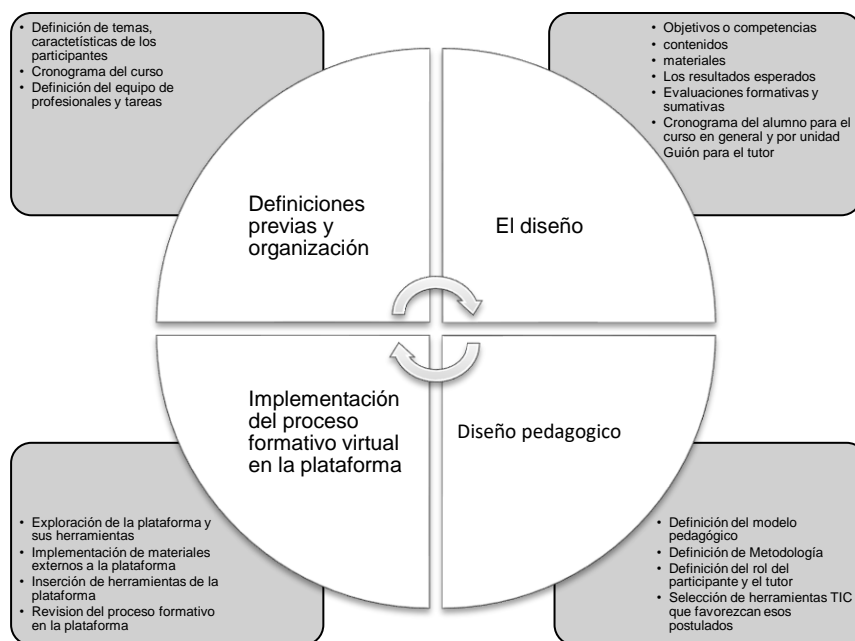 • Definición de temas,
caractetísticas de los
participantes
• Cronograma del curso
• Definición del equipo de
profesionales y tareas
• Objetivos o competencias
• contenidos
• materiales
• Los resultados esperados
• Evaluaciones formativas y
sumativas
• Cronograma del alumno para el
curso en general y por unidad
Guión para el tutor
Definiciones
previas y
organización
El diseño
Implementación
del proceso
formativo virtual
en la plataforma
Diseño pedagogico
• Exploración de la plataforma y
sus herramientas
• Implementación de materiales
externos a la plataforma
• Inserción de herramientas de la
plataforma
• Revision del proceso formativo
en la plataforma
• Definición del modelo
pedagógico
• Definición de Metodología
• Definición del rol del
participante y el tutor
• Selección de herramientas TIC
que favorezcan esos
postulados